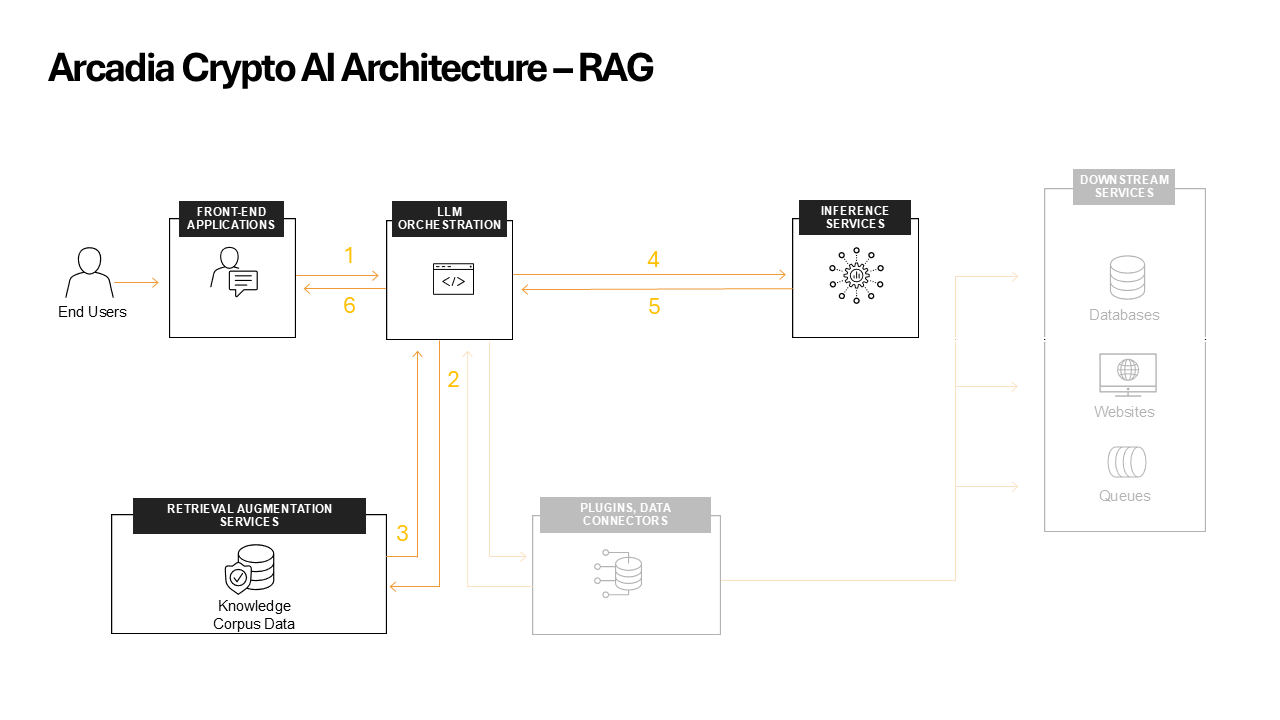 Arcadia Crypto AI Architecture – RAG
DOWNSTREAM
SERVICES
FRONT-END
APPLICATIONS
LLM
ORCHESTRATION
INFERENCE
SERVICES
1
4
</>
End Users
6
5
Databases
2
Websites
Queues
RETRIEVAL AUGMENTATION
SERVICES
PLUGINS, DATA
CONNECTORS
3
Knowledge
Corpus Data